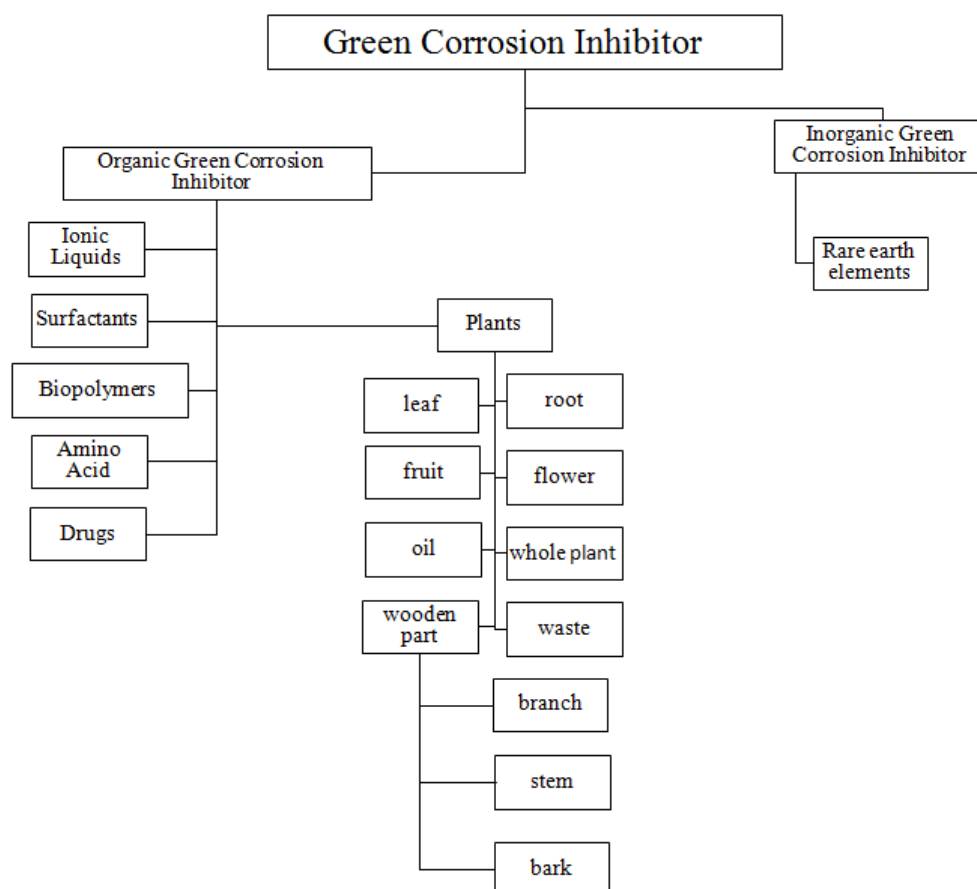 Green Corrosion Inhibitor
Organic Green Corrosion
Inhibitor
Inorganic Green
Corrosion Inhibitor
Ionic
Liquids
Rare earth
elements
Surfactants
Plants
Biopolymers
leaf
root
Amino
Acid
fruit
flower
Drugs
oil
whole plant
wooden
part
waste
branch
stem
bark